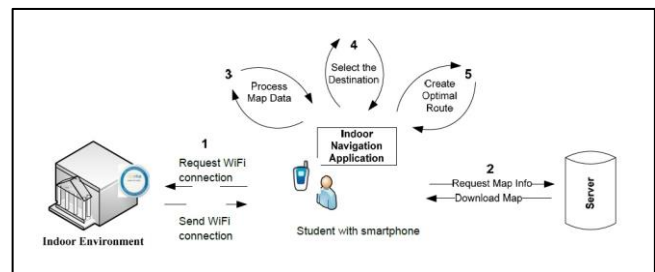 4
Select the
Destination
3
Process
Map Data
5
Create
Optimal
Route
Indoor
Navigation
Application
1
Request WiFi
connection
Send WiFi
connection
Indoor Environment
Student with smartphone
2
Request Map Info
Download Map
Server